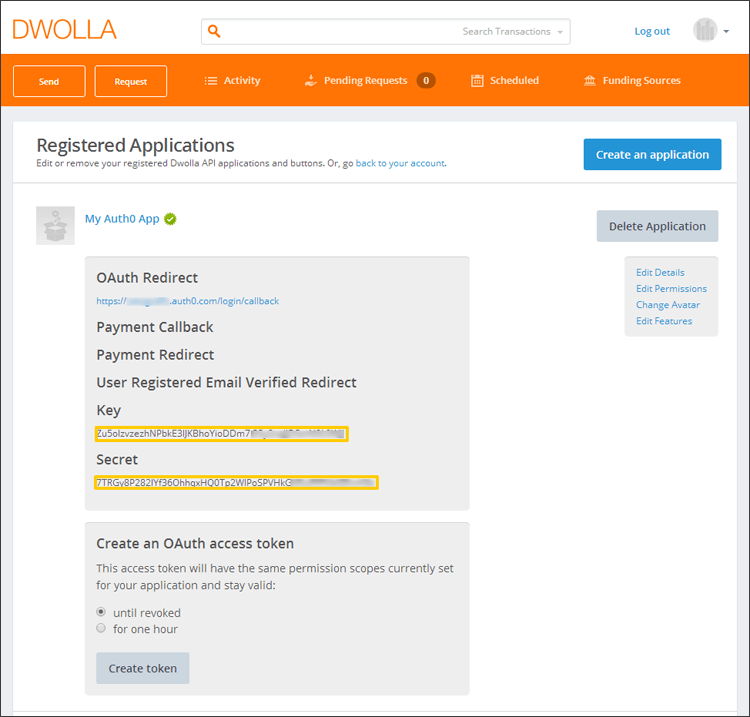 DWOLLA
Search Transactions
Log out
Send
Request
Activity
Pending Requests 0
Scheduled
Funding Sources
Registered Applications
Edit or remove your registered Dwolla API applications and buttons. Or, go back to your account.
Create an application
My Auth0 App
Delete Application
OAuth Redirect
https://
.auth0.com/login/callback
Payment Callback
Payment Redirect
User Registered Email Verified Redirect
Key
Secret
Edit Details
Edit Permissions
Change Avatar
Edit Features
Create an OAuth access token
This access token will have the same permission scopes currently set
for your application and stay valid:
until revoked
for one hour
Create token